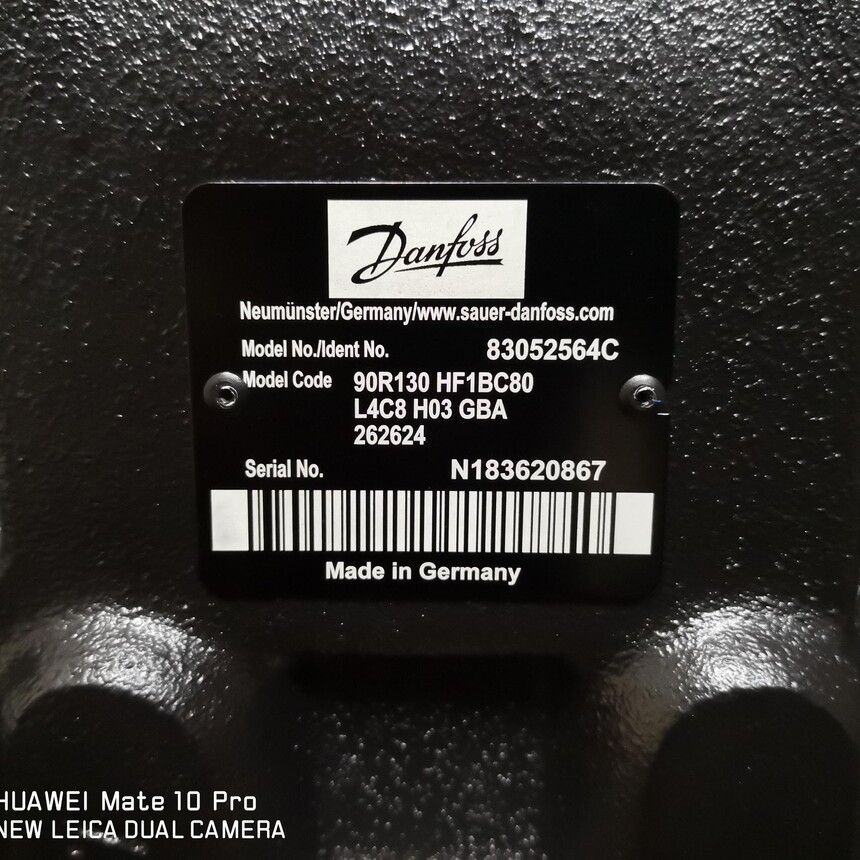 Danfoss
Neumünster/Germany/www.sauer-danfoss.com
Model No./Ident No. 83052564C
Model Code 90R130 HF1BC80
L4C8 H03 GBA
262624
Serial No. N183620867
Made in Germany
HUAWEI Mate 10 Pro
NEW LEICA DUAL CAMERA